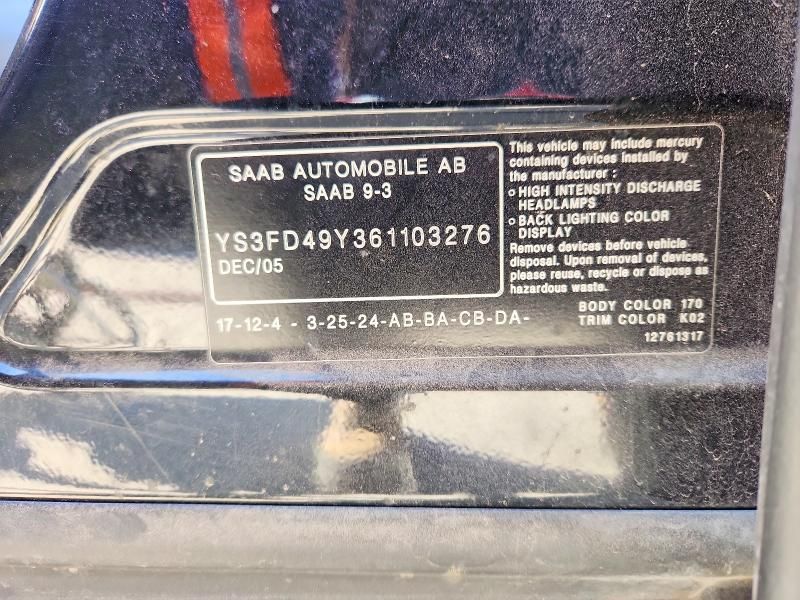 SAAB AUTOMOBILE AB
SAAB 9-3
YS3FD49Y361103276
DEC/05
17-12-4 - 3-25-24-AB-BA-CB-DA-
This vehicle may include mercury
containing devices installed by
the manufacturer :
o HIGH INTENSITY DISCHARGE
HEADLAMPS
o BACK LIGHTING COLOR
DISPLAY
Remove devices before vehicle
disposal. Upon removal of devices,
please reuse, recycle or dispose as
hazardous waste.
BODY COLOR 170
TRIM COLOR K02
12761317